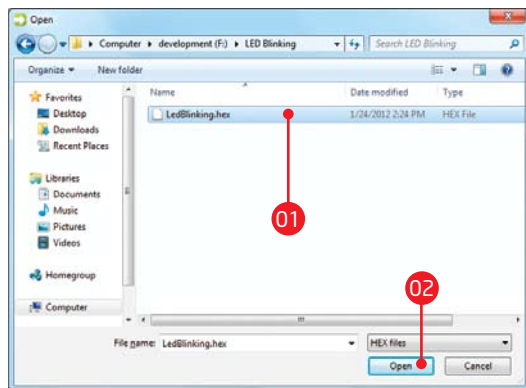 Open
Computer ▸ development (F:) ▸ LED Blinking
Search LED Blinking
Organize
New folder
Favorites
Desktop
Downloads
Recent Places
Libraries
Documents
Music
Pictures
Videos
Homegroup
Computer
Name Date modified Type
LedBlinking.hex 1/24/2012 2:24 PM HEX File
01
02
File name: LedBlinking.hex HEX files
Open Cancel